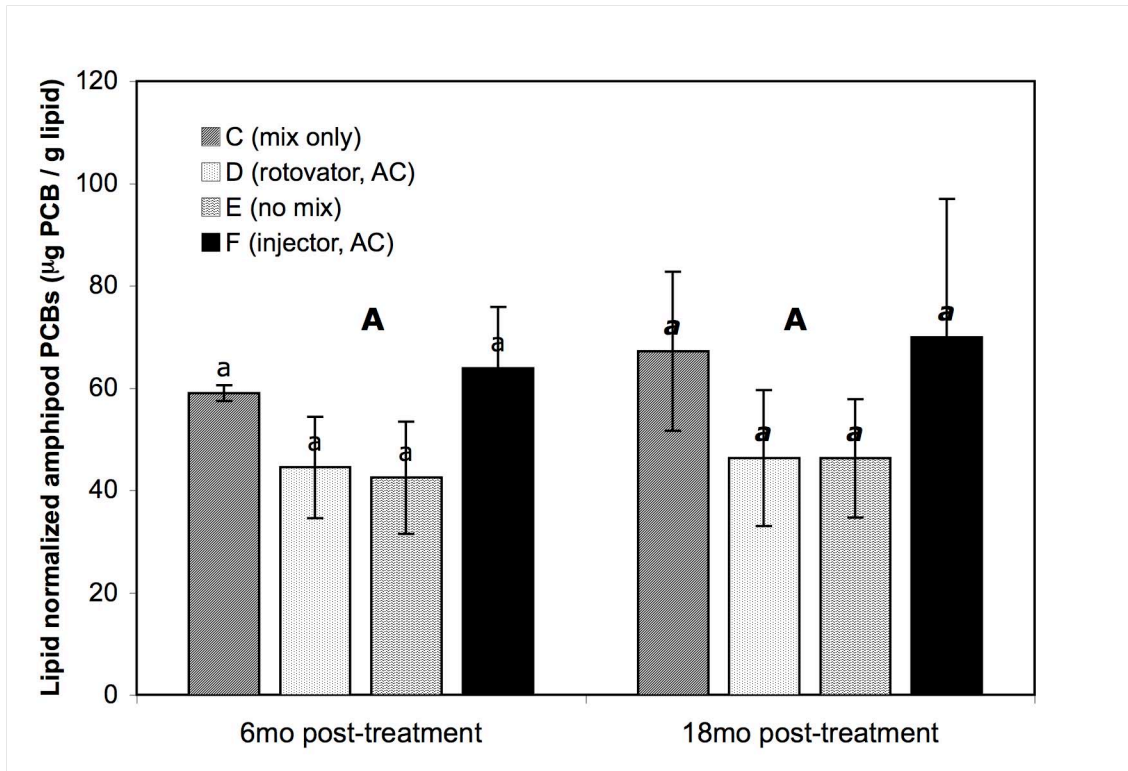 Lipid normalized amphipod PCBs (µg PCB / g lipid)
120
100
80
60
40
20
0
C (mix only)
D (rotovator, AC)
E (no mix)
F (injector, AC)
A
a
a
a
a
A
a
a
a
a
6mo post-treatment
18mo post-treatment